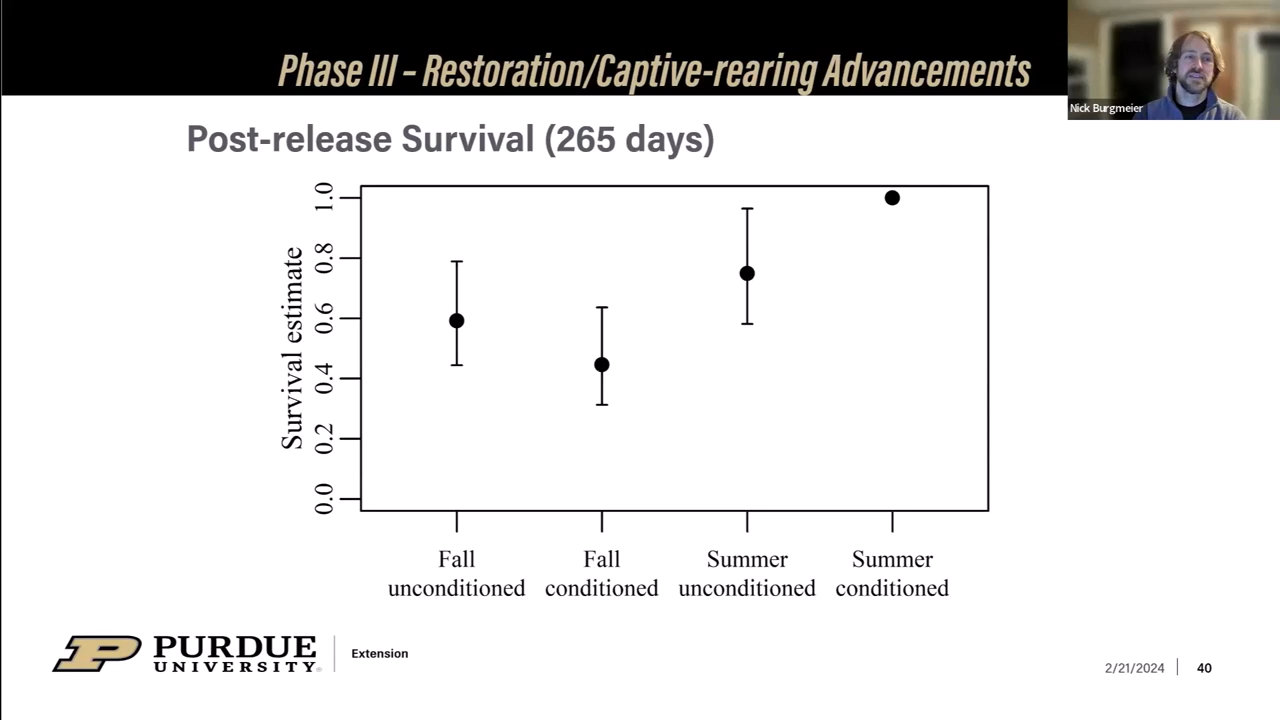 Phase III – Restoration/Captive-rearing Advancements
Nick Burgmeier
Post-release Survival (265 days)
Survival estimate
1.0
0.8
0.6
0.4
0.2
0.0
Fall unconditioned
Fall conditioned
Summer unconditioned
Summer conditioned
PURDUE
UNIVERSITY®
Extension
2/21/2024
40